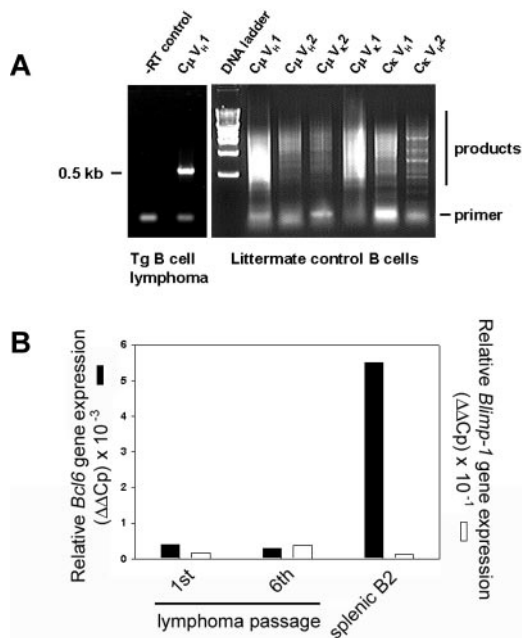 A
-RT control
Cμ VH1
DNA ladder
Cμ VH1
Cμ VH2
Cμ Vκ2
Cμ Vκ1
Cκ VH1
Cκ VH2
0.5 kb
products
primer
Tg B cell
lymphoma
Littermate control B cells
B
Relative Bcl6 gene expression
(ΔΔCp) x 10 -3
6
5
4
3
2
1
0
Relative Blimp-1 gene expression
(ΔΔCp) x 10 -1
1st
6th
splenic B2
lymphoma passage